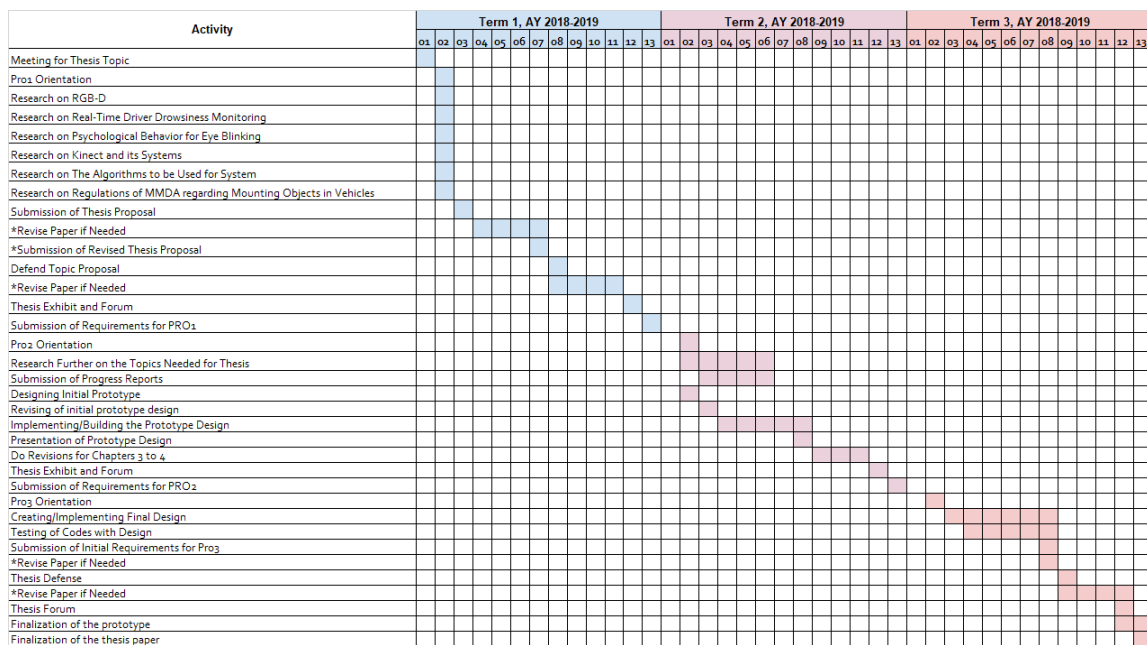 Activity
Term 1, AY 2018-2019 Term 2, AY 2018-2019 Term 3, AY 2018-2019
01 02 03 04 05 06 07 08 09 10 11 12 13 01 02 03 04 05 06 07 08 09 10 11 12 13 01 02 03 04 05 06 07 08 09 10 11 12 13
Meeting for Thesis Topic
Pro1 Orientation
Research on RGB-D
Research on Real-Time Driver Drowsiness Monitoring
Research on Psychological Behavior for Eye Blinking
Research on Kinect and its Systems
Research on The Algorithms to be Used for System
Research on Regulations of MMDA regarding Mounting Objects in Vehicles
Submission of Thesis Proposal
*Revise Paper if Needed
*Submission of Revised Thesis Proposal
Defend Topic Proposal
*Revise Paper if Needed
Thesis Exhibit and Forum
Submission of Requirements for PRO1
Pro2 Orientation
Research Further on the Topics Needed for Thesis
Submission of Progress Reports
Designing Initial Prototype
Revising of initial prototype design
Implementing/Building the Prototype Design
Presentation of Prototype Design
Do Revisions for Chapters 3 to 4
Thesis Exhibit and Forum
Submission of Requirements for PRO2
Pro3 Orientation
Creating/Implementing Final Design
Testing of Codes with Design
Submission of Initial Requirements for Pro3
*Revise Paper if Needed
Thesis Defense
*Revise Paper if Needed
Thesis Forum
Finalization of the prototype
Finalization of the thesis paper